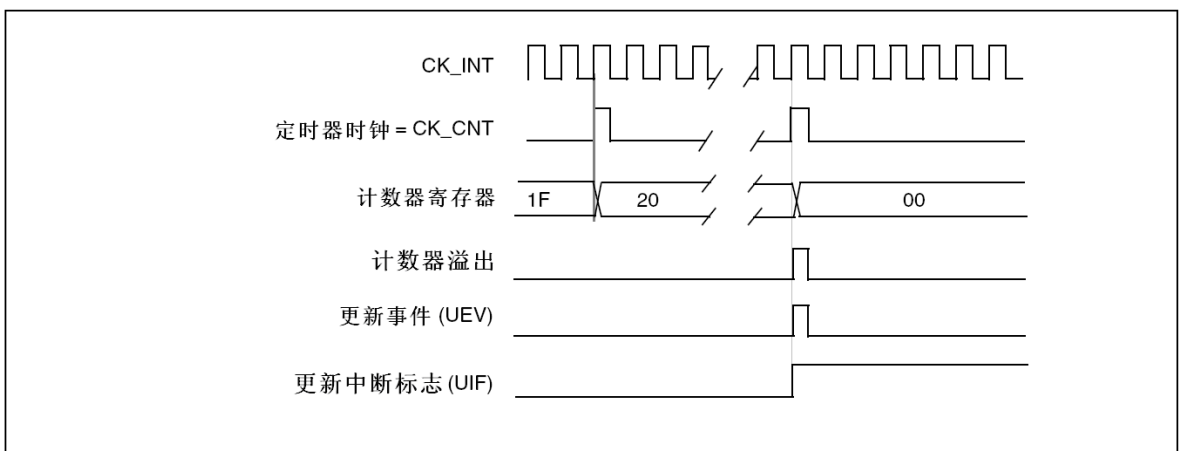 CK_INT
定时器时钟 = CK_CNT
计数器寄存器 1F 20 00
计数器溢出
更新事件 (UEV)
更新中断标志 (UIF)